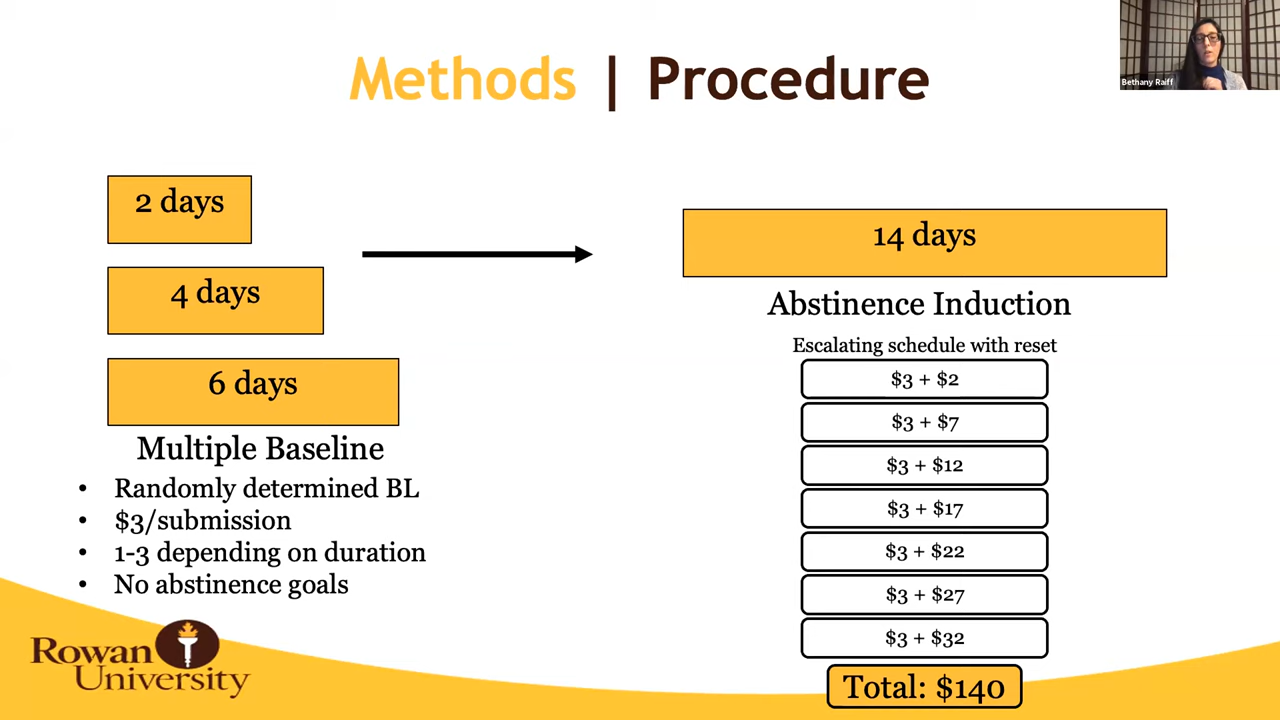 Methods | Procedure
Bethany Raiff
2 days
4 days
6 days
Multiple Baseline
• Randomly determined BL
• $3/submission
• 1-3 depending on duration
• No abstinence goals
14 days
Abstinence Induction
Escalating schedule with reset
$3 + $2
$3 + $7
$3 + $12
$3 + $17
$3 + $22
$3 + $27
$3 + $32
Total: $140
Rowan
University